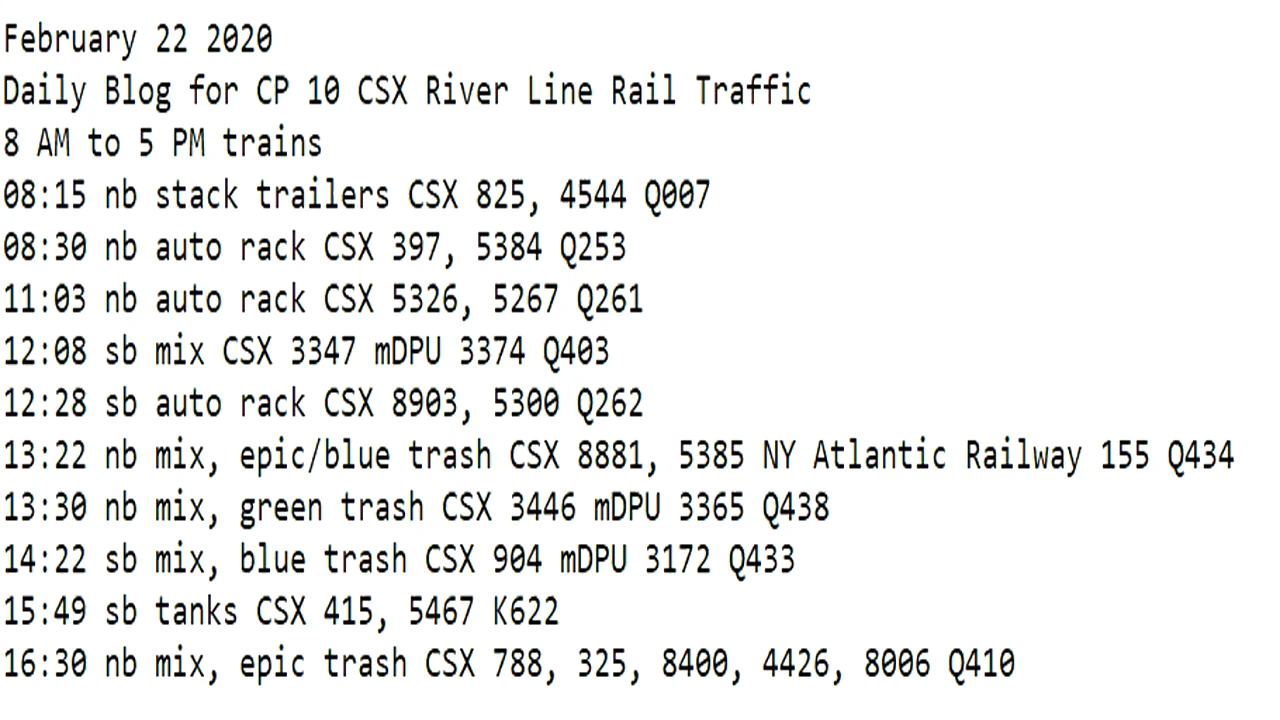 February 22 2020
Daily Blog for CP 10 CSX River Line Rail Traffic
8 AM to 5 PM trains
08:15 nb stack trailers CSX 825, 4544 Q007
08:30 nb auto rack CSX 397, 5384 Q253
11:03 nb auto rack CSX 5326, 5267 Q261
12:08 sb mix CSX 3347 mDPU 3374 Q403
12:28 sb auto rack CSX 8903, 5300 Q262
13:22 nb mix, epic/blue trash CSX 8881, 5385 NY Atlantic Railway 155 Q434
13:30 nb mix, green trash CSX 3446 mDPU 3365 Q438
14:22 sb mix, blue trash CSX 904 mDPU 3172 Q433
15:49 sb tanks CSX 415, 5467 K622
16:30 nb mix, epic trash CSX 788, 325, 8400, 4426, 8006 Q410